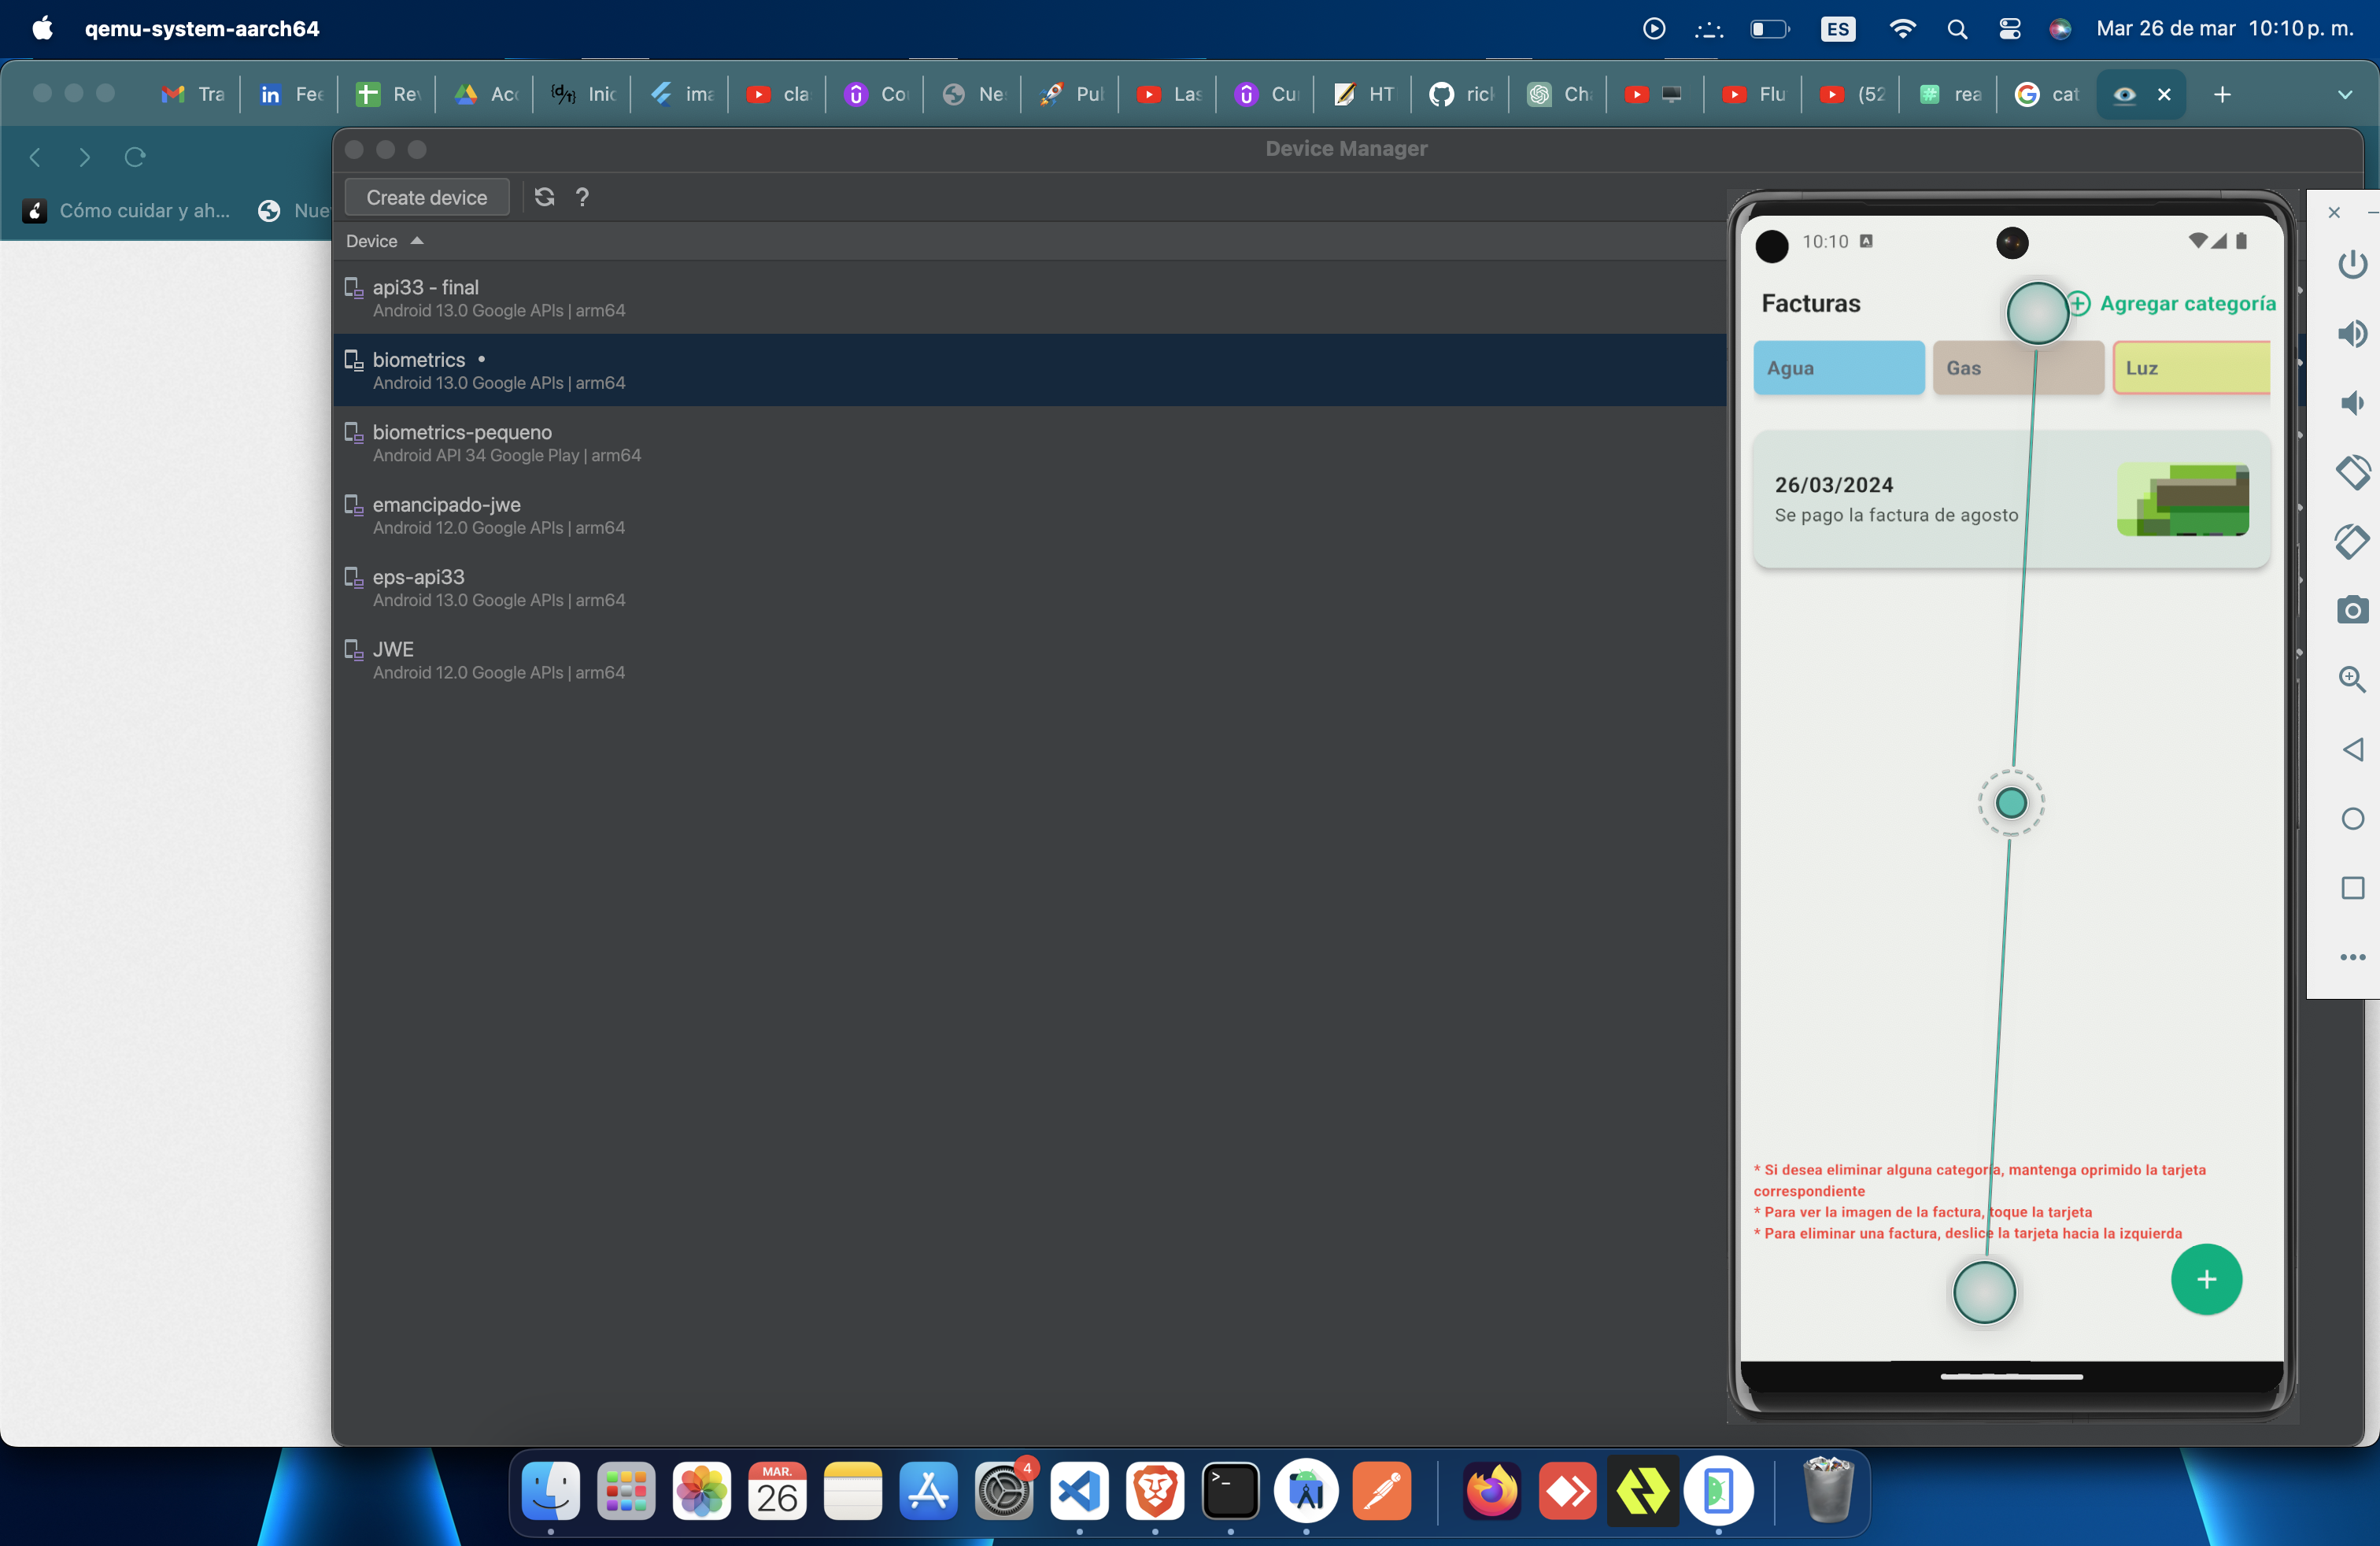 qemu-system-aarch64
ES
Mar 26 de mar 10:10 p. m.
Tra
in
Fee
Re
Acc
{d/t}
Inic
ima
cla
Co
Ne
Pu
Las
Cu
HT
rick
Ch
Flu
(52
rea
cat
Device Manager
Create device
?
Cómo cuidar y ah...
Nue
Device
api33 - final
Android 13.0 Google APIs | arm64
biometrics •
Android 13.0 Google APIs | arm64
biometrics-pequeno
Android API 34 Google Play | arm64
emancipado-jwe
Android 12.0 Google APIs | arm64
eps-api33
Android 13.0 Google APIs | arm64
JWE
Android 12.0 Google APIs | arm64
10:10 A
Facturas
Agregar categoría
Agua
Gas
Luz
26/03/2024
Se pago la factura de agosto
* Si desea eliminar alguna categoría, mantenga oprimido la tarjeta
correspondiente
* Para ver la imagen de la factura, toque la tarjeta
* Para eliminar una factura, deslice la tarjeta hacia la izquierda
+
MAR.
26
4